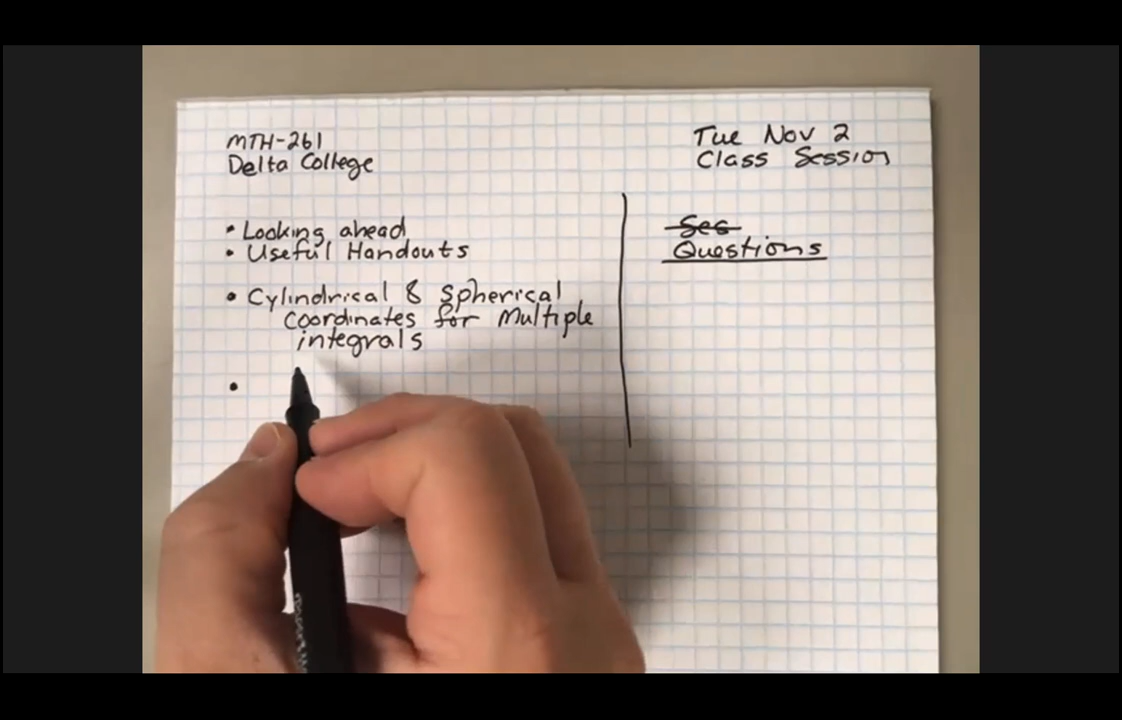 MTH-261
Delta College
Tue Nov 2
Class Session
• Looking ahead
• Useful Handouts
• Cylindrical & Spherical
coordinates for Multiple
integrals
•
Ses
Questions